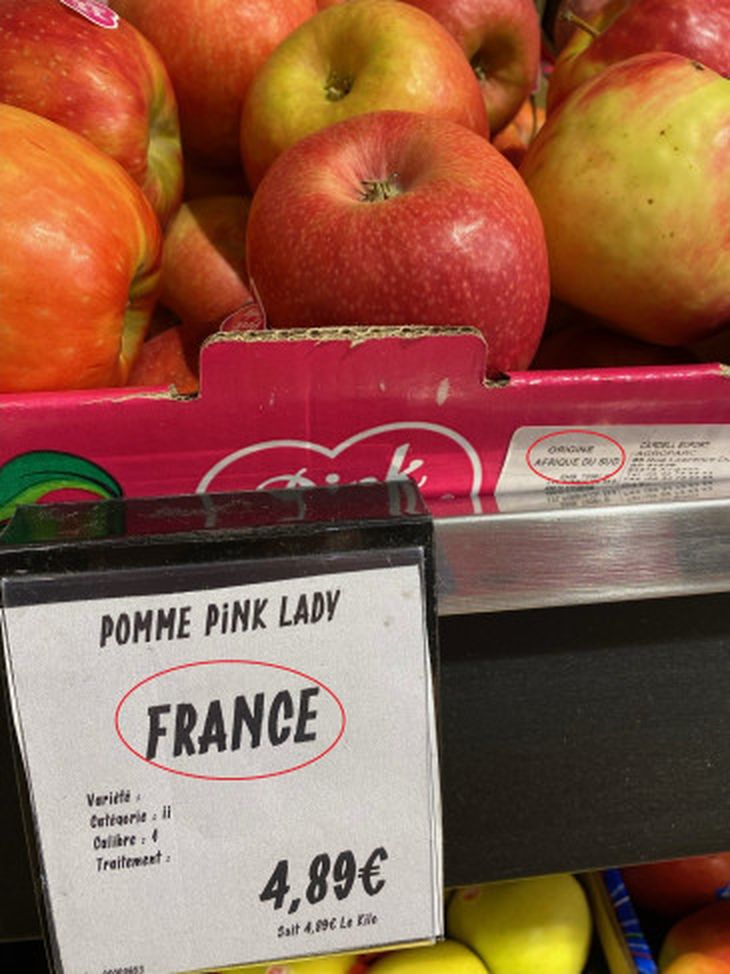 Pink
ORIGINE
AFRIQUE DU SUD
POMME PiNK LADY
FRANCE
Variété :
Catégorie : ii
Calibre : 4
Traitement :
4,89€
Soit 4,89€ Le Kilo